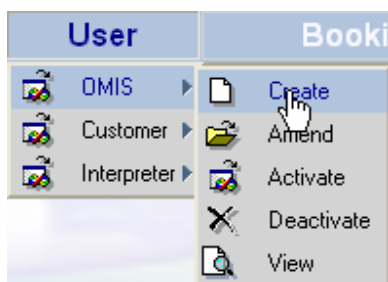 User Booki
OMIS
Customer
Interpreter
Create
Amend
Activate
Deactivate
View